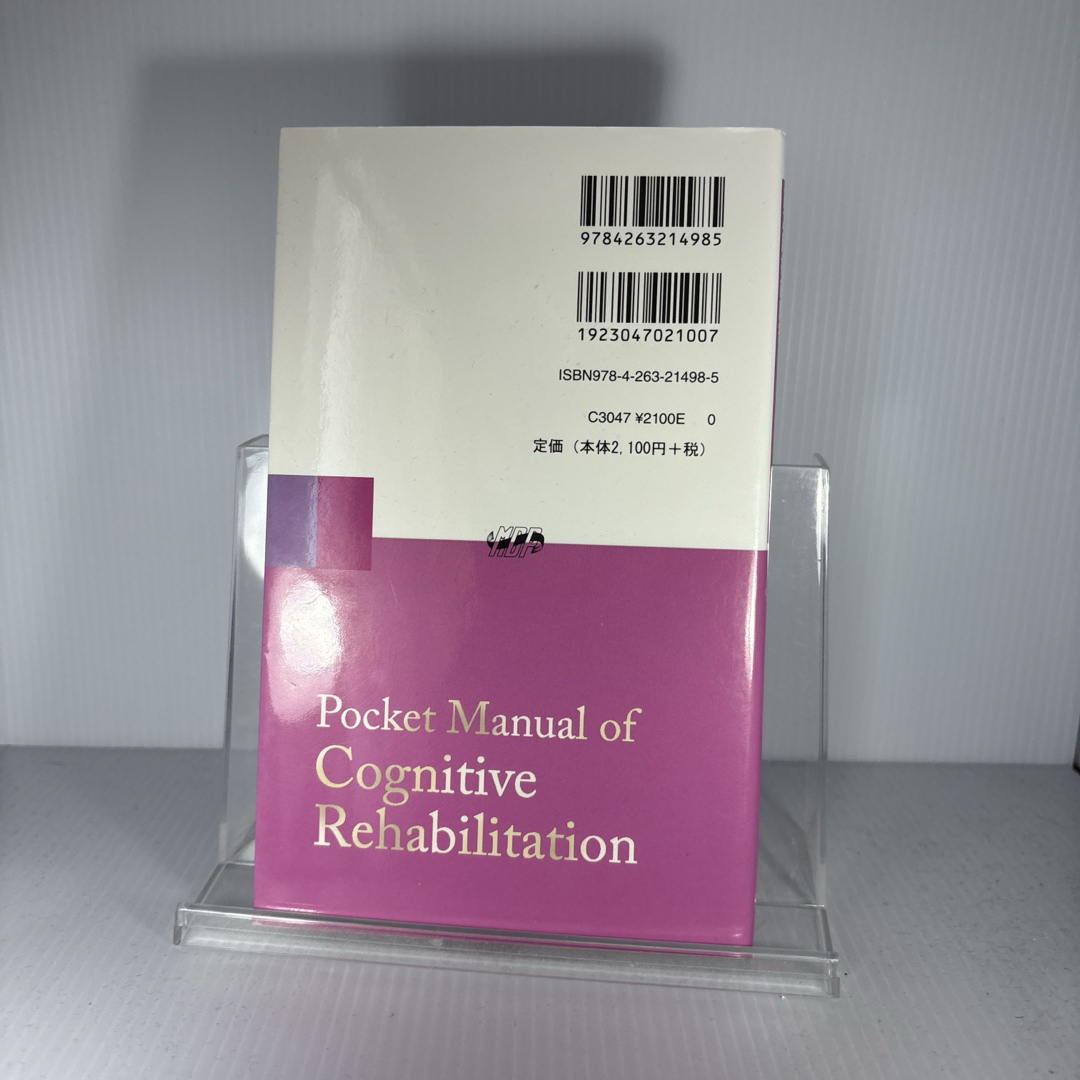 9784263214985
1923047021007
ISBN978-4-263-21498-5
C3047 ¥2100E 0
定価（本体2,100円＋税）
MDP
Pocket Manual of
Cognitive
Rehabilitation